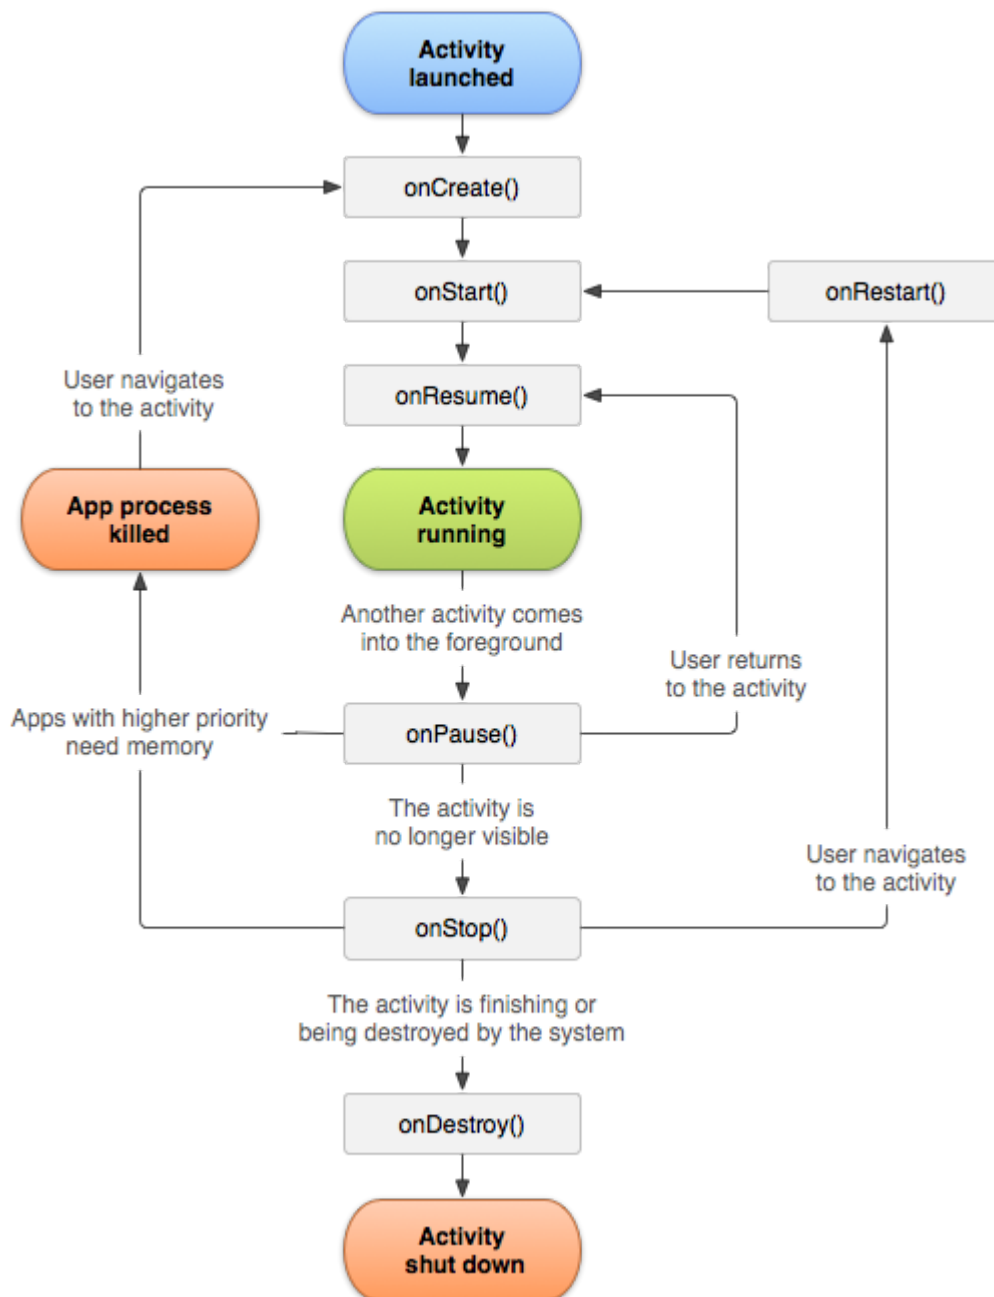 Activity
launched
onCreate()
onStart()
onRestart()
User navigates
to the activity
onResume()
App process
killed
Activity
running
Another activity comes
into the foreground
User returns
to the activity
Apps with higher priority
need memory
onPause()
The activity is
no longer visible
User navigates
to the activity
onStop()
The activity is finishing or
being destroyed by the system
onDestroy()
Activity
shut down